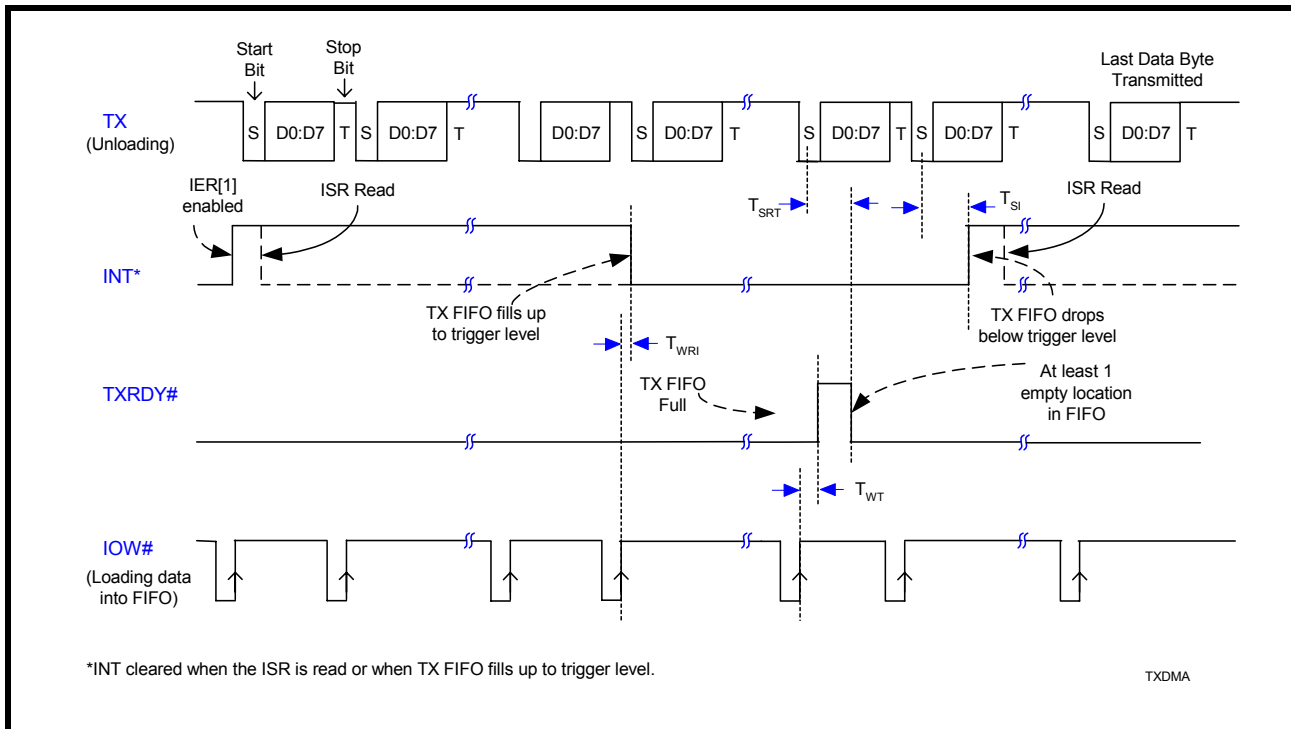 Start
Bit
Stop
Bit
Last Data Byte
Transmitted
TX
(Unloading)
S D0:D7 T S D0:D7 T D0:D7 S D0:D7 T S D0:D7 T S D0:D7 T S D0:D7 T
IER[1]
enabled
ISR Read
TSRT
TSI
ISR Read
INT*
TX FIFO fills up
to trigger level
TX FIFO drops
below trigger level
TWRI
TXRDY#
TX FIFO
Full
At least 1
empty location
in FIFO
TWT
IOW#
(Loading data
into FIFO)
*INT cleared when the ISR is read or when TX FIFO fills up to trigger level.
TXDMA